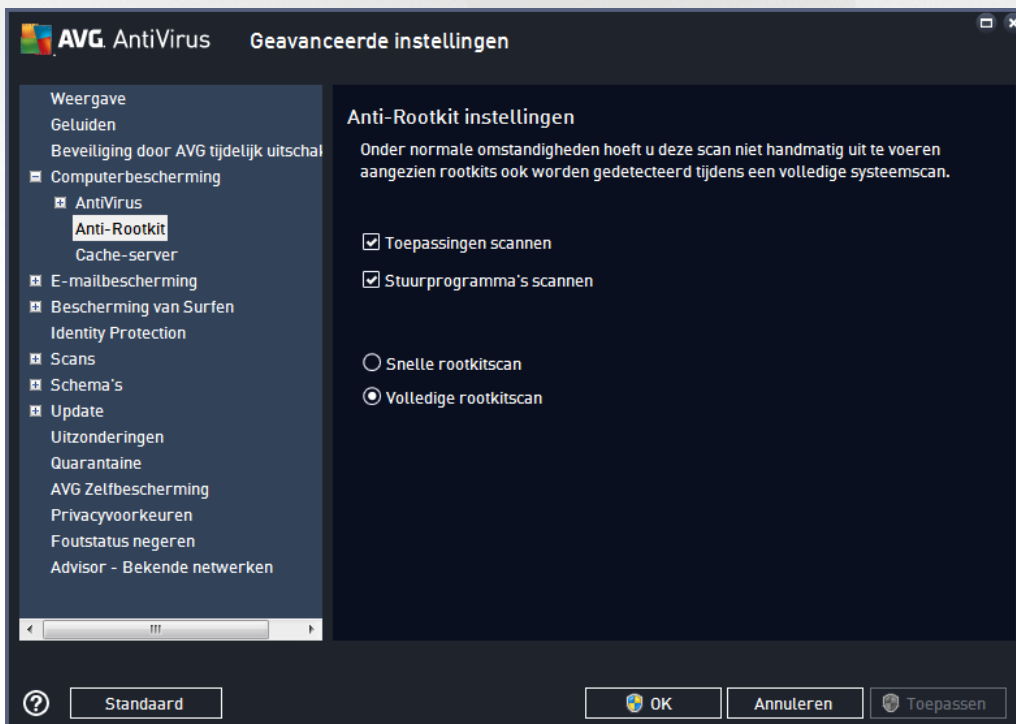 AVG AntiVirus Geavanceerde instellingen
Weergave
Geluiden
Beveiliging door AVG tijdelijk uitschak
Computerbescherming
AntiVirus
Anti-Rootkit
Cache-server
E-mailbescherming
Bescherming van Surfen
Identity Protection
Scans
Schema's
Update
Uitzonderingen
Quarantaine
AVG Zelfbescherming
Privacyvoorkeuren
Foutstatus negeren
Advisor - Bekende netwerken
Anti-Rootkit instellingen
Onder normale omstandigheden hoeft u deze scan niet handmatig uit te voeren
aangezien rootkits ook worden gedetecteerd tijdens een volledige systeemscan.
Toepassingen scannen
Stuurprogramma's scannen
Snelle rootkitscan
Volledige rootkitscan
? Standaard OK Annuleren Toepassen